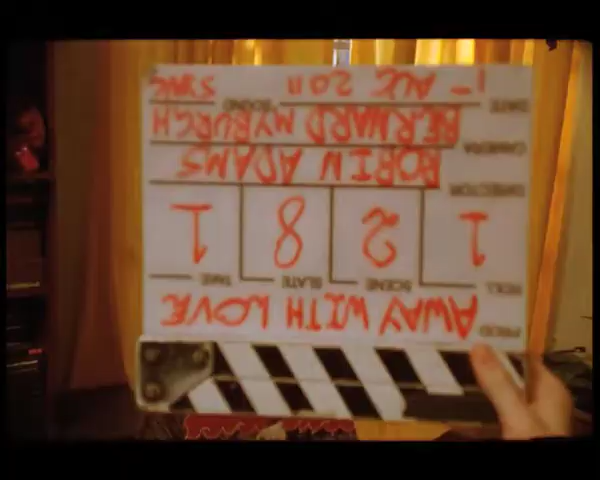 PROD. AWAY WITH LOVE
ROLL SCENE SLATE TAKE
1 2 8 1
DIRECTOR ROBIN ADAMS
CAMERA BERNARD MYBURGH
DATE 1 AUG 2011 SOUND SYNC